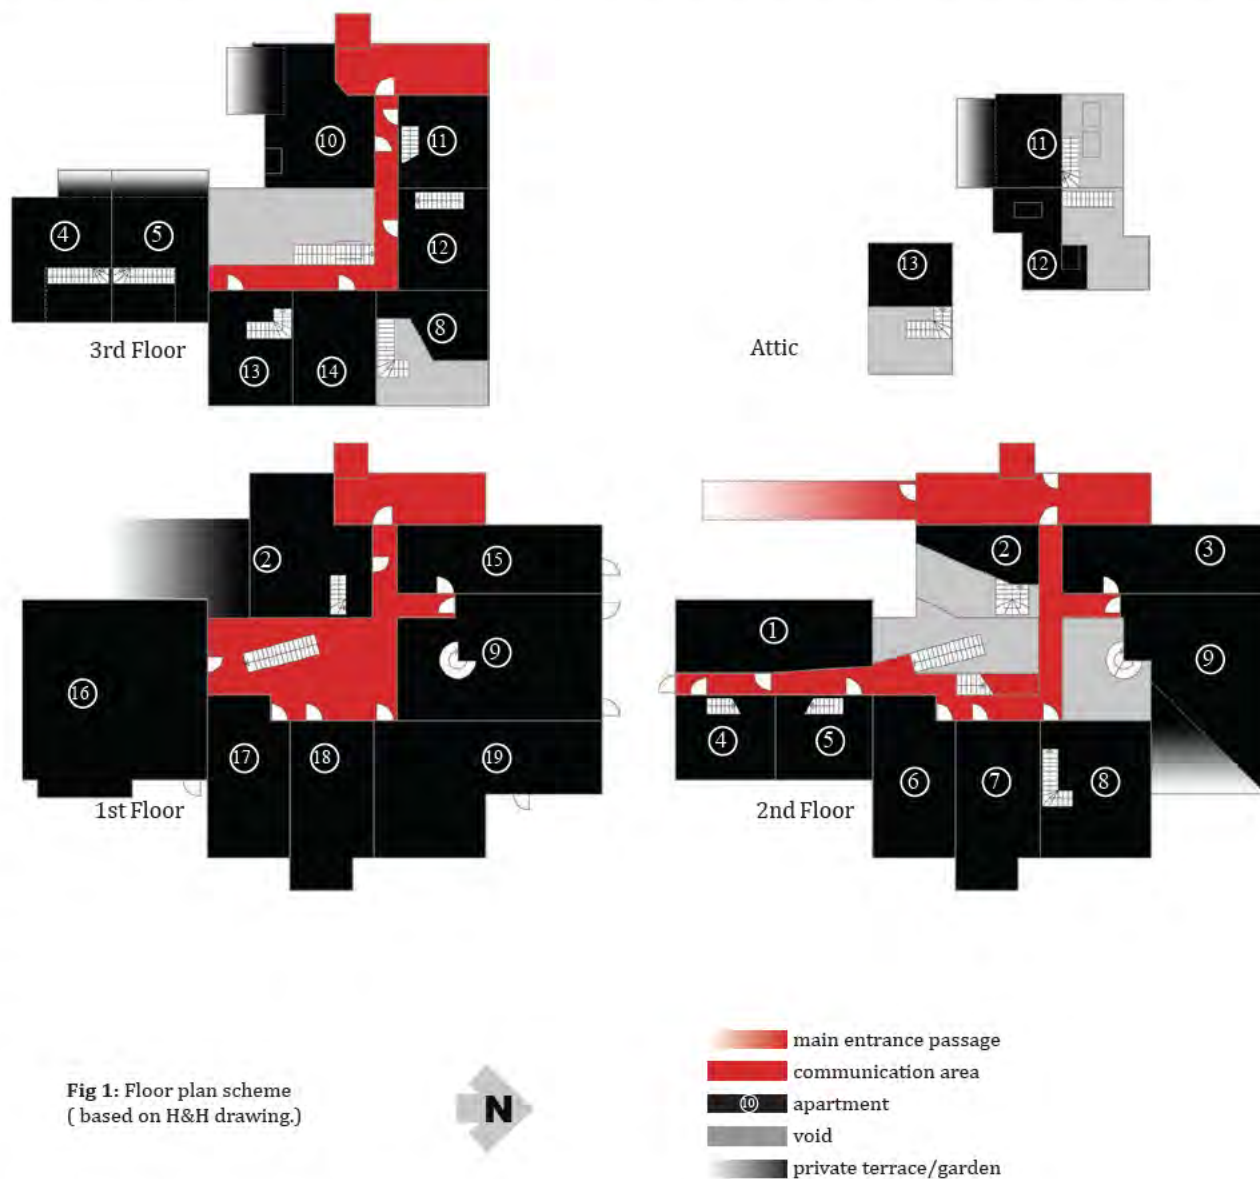 10
11
4
5
12
8
13
14
3rd Floor
11
13
12
Attic
2
15
9
16
17
18
19
1st Floor
2
3
1
9
4
5
6
7
8
2nd Floor
Fig 1: Floor plan scheme
( based on H&H drawing.)
N
main entrance passage
communication area
10 apartment
void
private terrace/garden